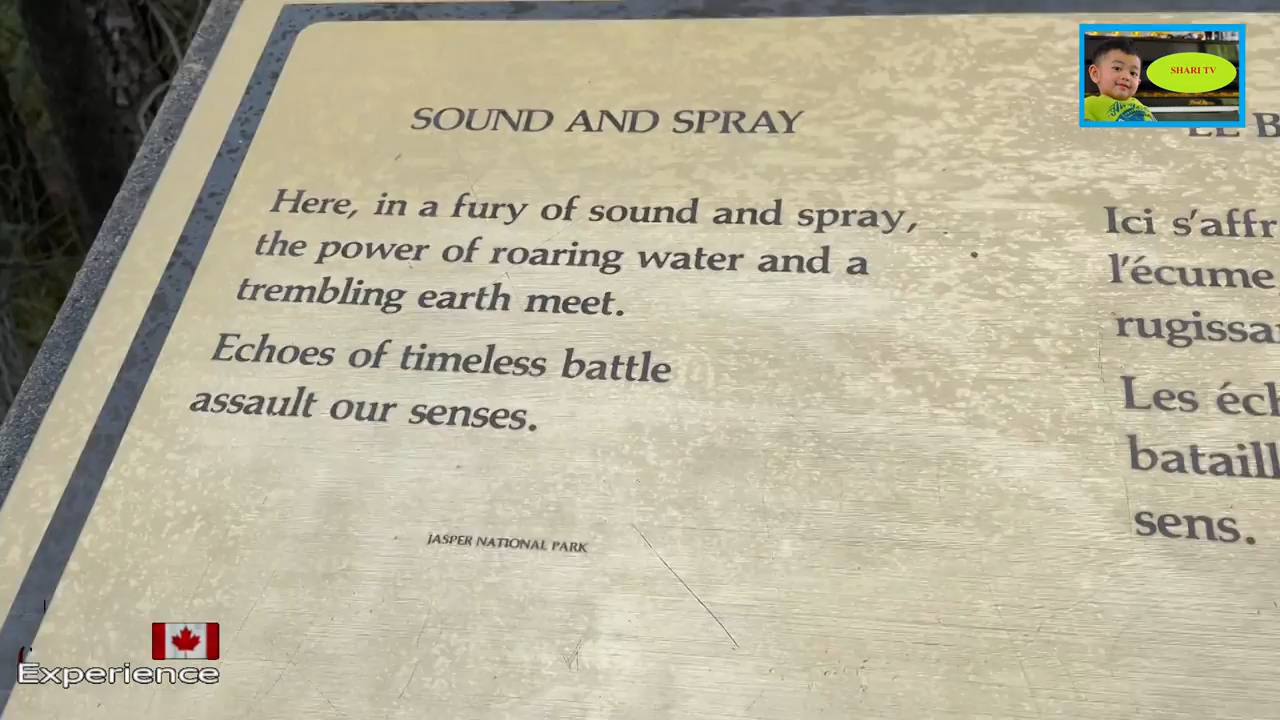 SOUND AND SPRAY
Here, in a fury of sound and spray,
the power of roaring water and a
trembling earth meet.
Echoes of timeless battle
assault our senses.
JASPER NATIONAL PARK
SHARI TV
Ici s'affr
l'écume
rugissa
Les éch
bataill
sens.
Experience